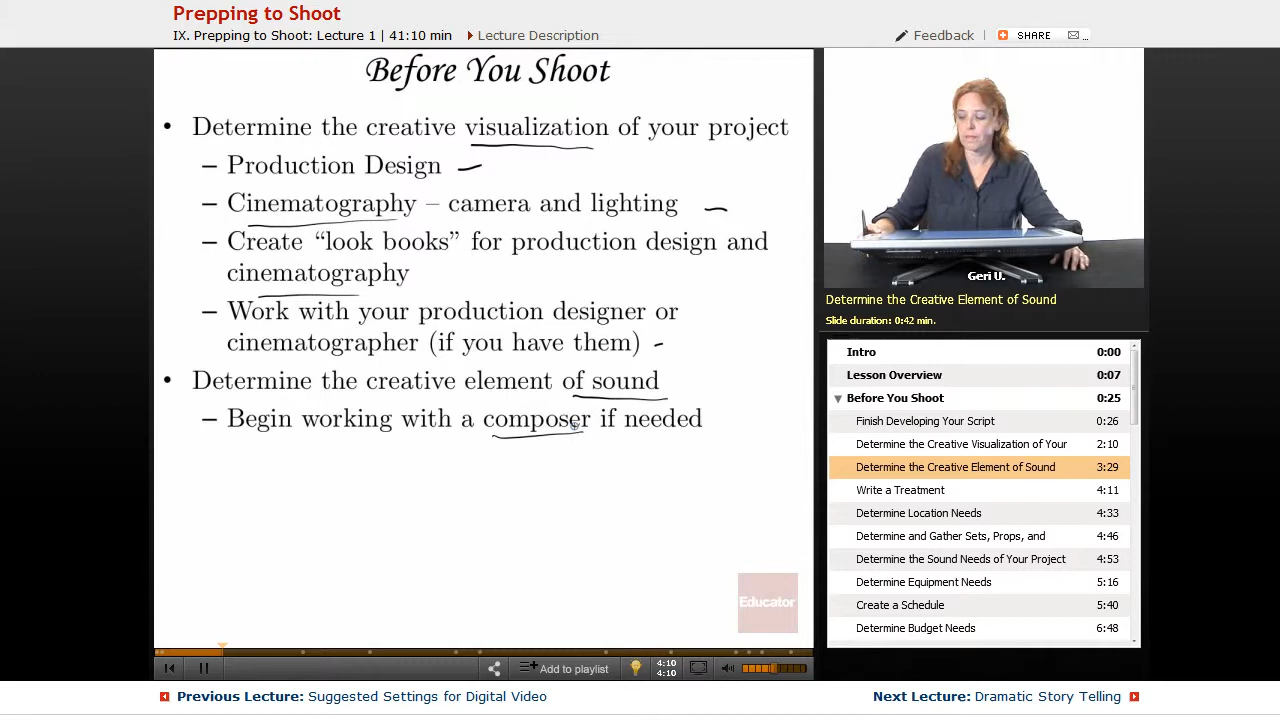 Prepping to Shoot
IX. Prepping to Shoot: Lecture 1 | 41:10 min
Lecture Description
Feedback
SHARE
Before You Shoot
• Determine the creative visualization of your project
– Production Design
– Cinematography – camera and lighting
– Create “look books” for production design and
cinematography
– Work with your production designer or
cinematographer (if you have them)
• Determine the creative element of sound
– Begin working with a composer if needed
Educator
Geri U.
Determine the Creative Element of Sound
Slide duration: 0:42 min.
Intro 0:00
Lesson Overview 0:07
Before You Shoot 0:25
Finish Developing Your Script 0:26
Determine the Creative Visualization of Your 2:10
Determine the Creative Element of Sound 3:29
Write a Treatment 4:11
Determine Location Needs 4:33
Determine and Gather Sets, Props, and 4:46
Determine the Sound Needs of Your Project 4:53
Determine Equipment Needs 5:16
Create a Schedule 5:40
Determine Budget Needs 6:48
Add to playlist
4:10
4:10
Previous Lecture: Suggested Settings for Digital Video
Next Lecture: Dramatic Story Telling